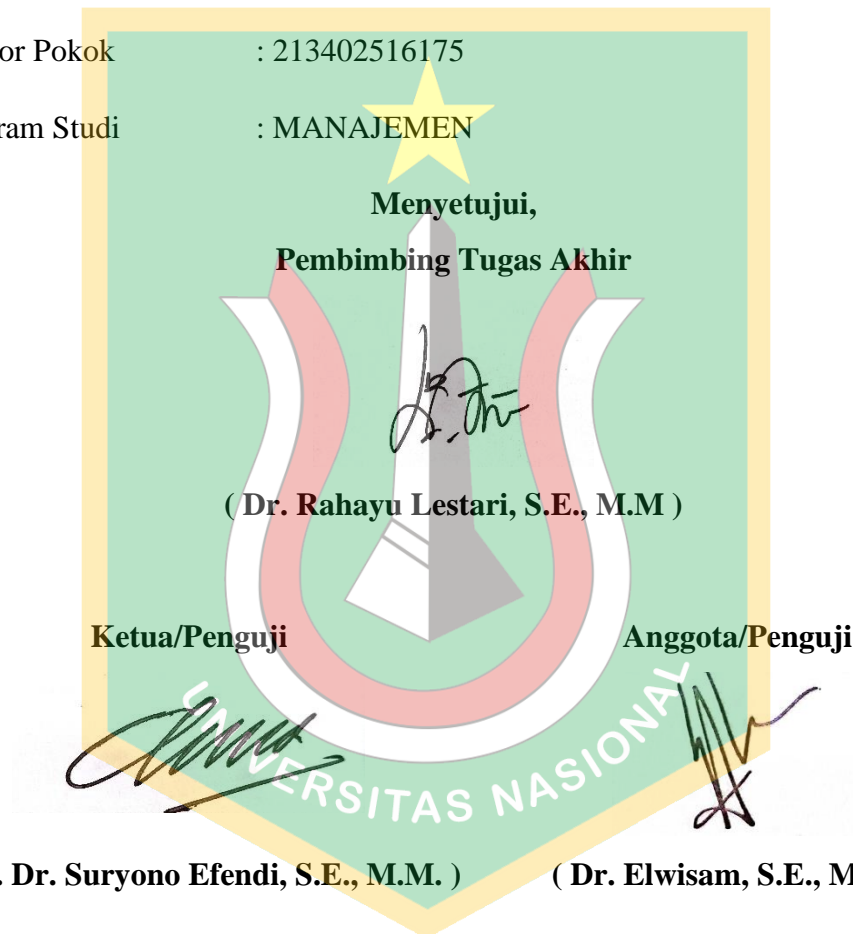 or Pokok : 213402516175
ram Studi : MANAJEMEN
Menyetujui,
Pembimbing Tugas Akhir
( Dr. Rahayu Lestari, S.E., M.M )
Ketua/Penguji Anggota/Penguji
UNIVERSITAS NASIONAL
. Dr. Suryono Efendi, S.E., M.M. ) ( Dr. Elwisam, S.E., M